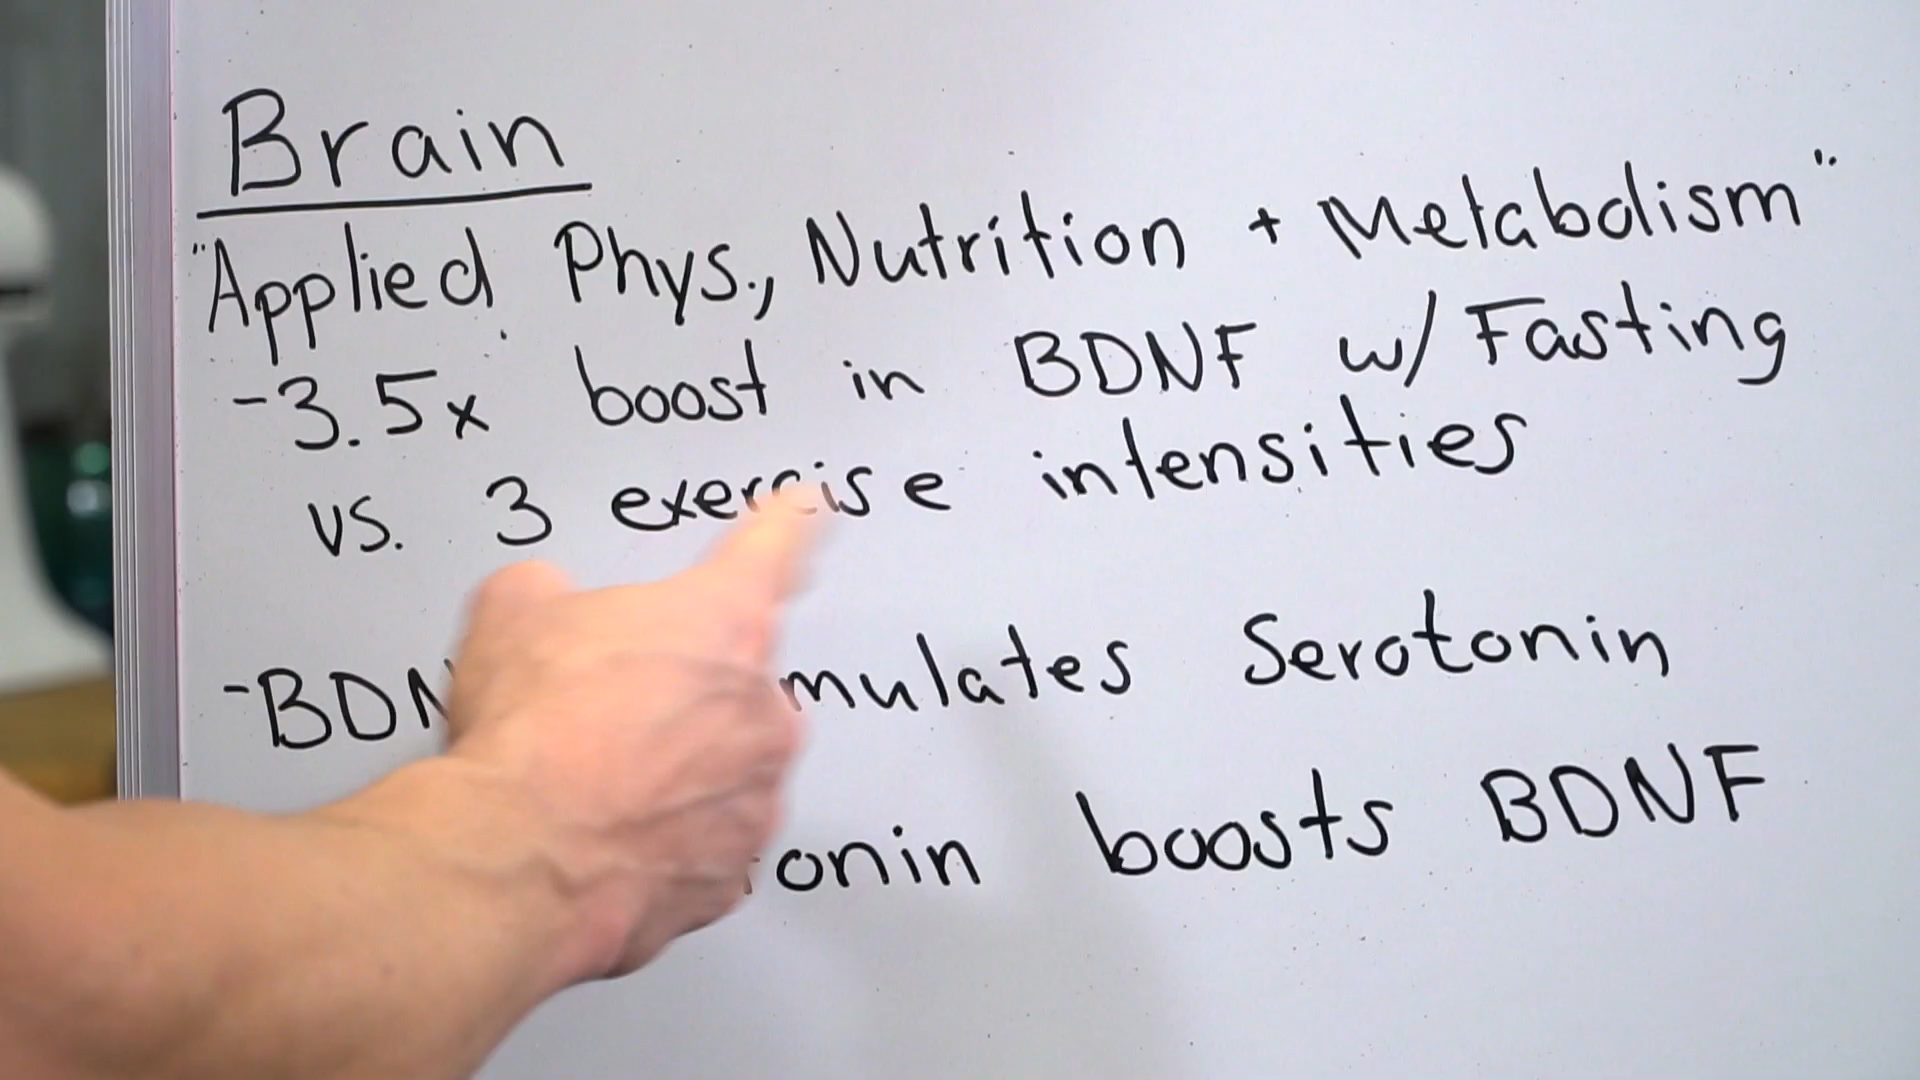 Brain
"Applied Phys., Nutrition + Metabolism"
-3.5x boost in BDNF w/ Fasting
vs. 3 exercise intensities
-BDN mulates Serotonin
onin boosts BDNF